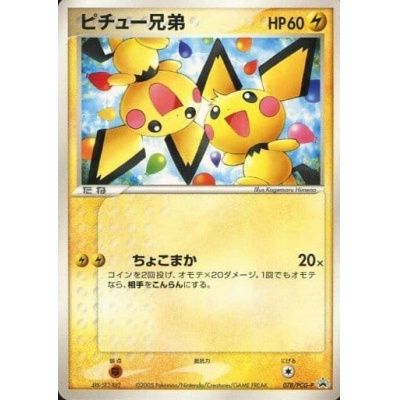 ピチュー兄弟 HP60
Illus.Kagemaru Himeno
たね
ちょこまか 20×
コインを2回投げ、オモテ×20ダメージ。1回でもオモテ
なら、相手をこんらんにする。
弱点 抵抗力 にげる
©2005 Pokémon/Nintendo/Creatures/GAME FREAK. 078/PCG-P